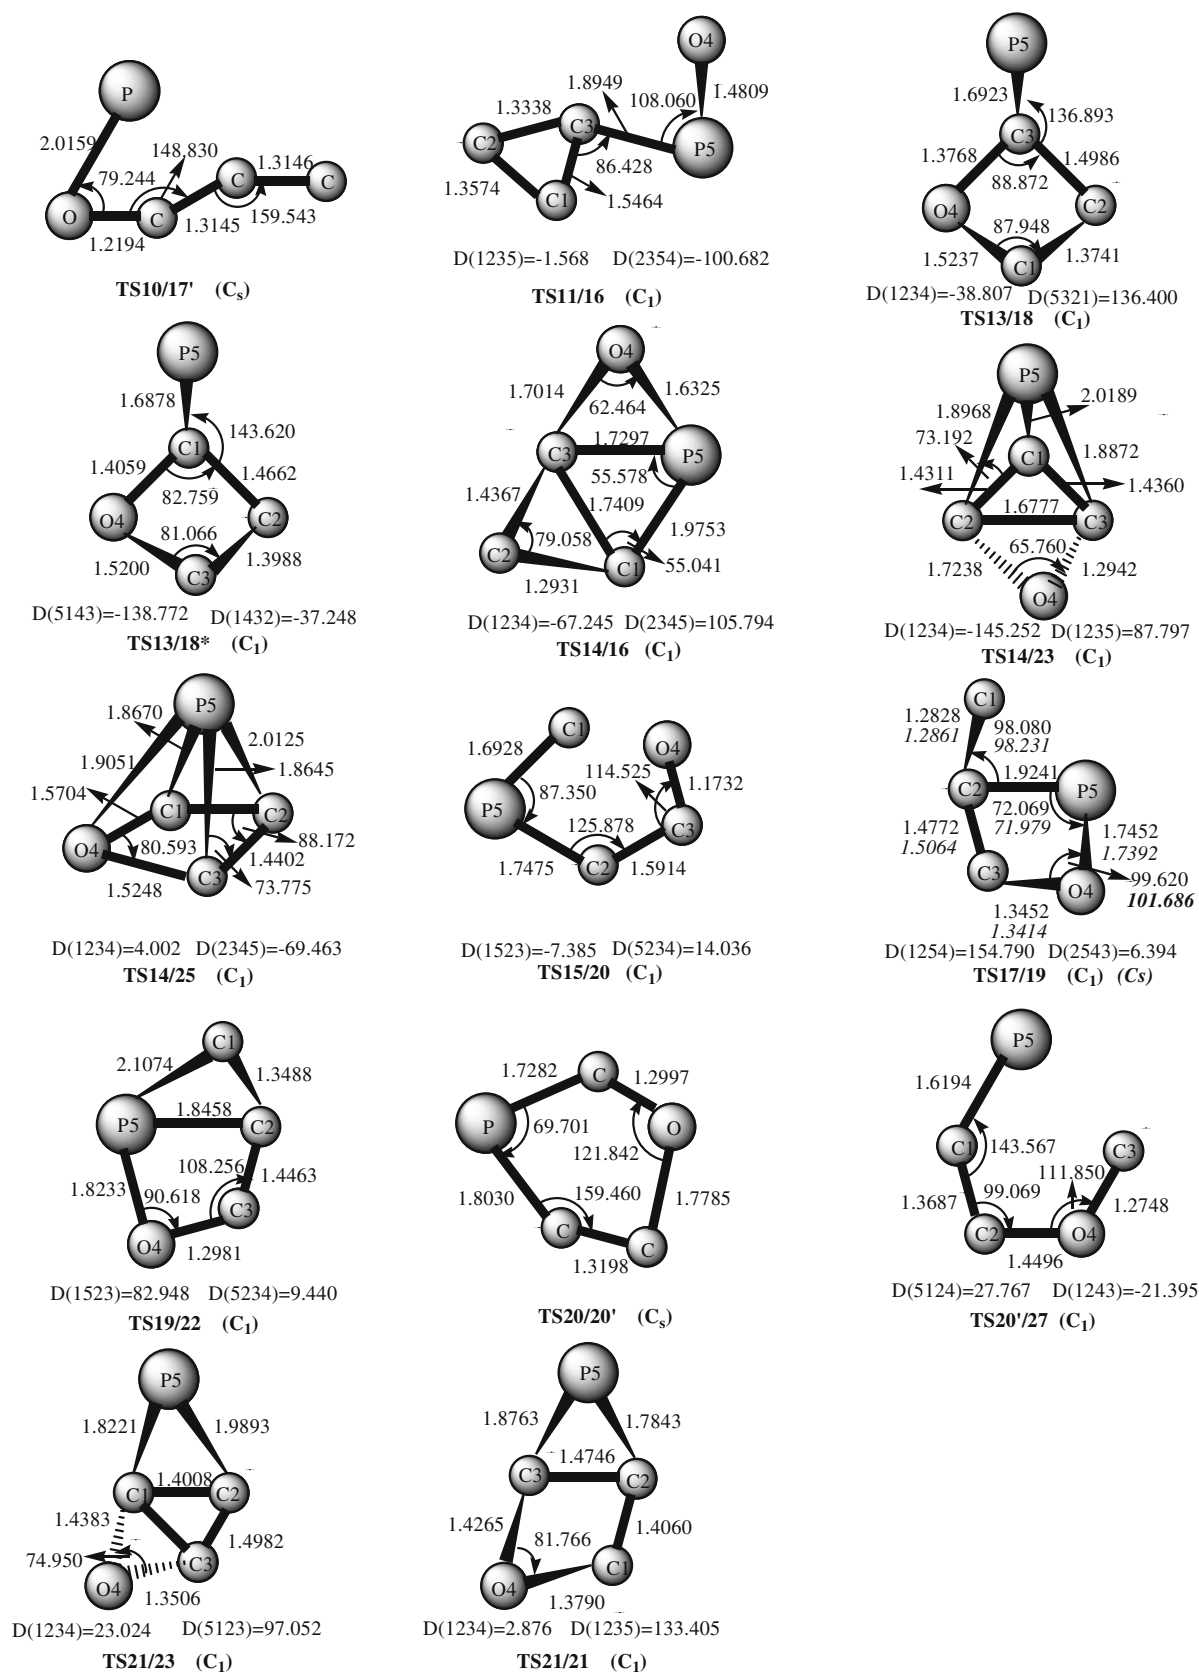 P
2.0159
148.830
C
1.3146
C
79.244
O
C
1.3145
159.543
1.2194
TS10/17' (Cs)
O4
1.8949
108.060
1.4809
1.3338
C3
C2
P5
86.428
1.3574
C1
1.5464
D(1235)=-1.568 D(2354)=-100.682
TS11/16 (C1)
P5
1.6923
136.893
C3
1.3768
1.4986
88.872
O4
C2
87.948
1.5237
C1
1.3741
D(1234)=-38.807 D(5321)=136.400
TS13/18 (C1)
P5
1.6878
143.620
C1
1.4059
1.4662
82.759
O4
C2
81.066
1.5200
C3
1.3988
D(5143)=-138.772 D(1432)=-37.248
TS13/18* (C1)
O4
1.7014
1.6325
62.464
1.7297
C3
P5
55.578
1.4367
1.7409
1.9753
79.058
C2
C1
55.041
1.2931
D(1234)=-67.245 D(2345)=105.794
TS14/16 (C1)
P5
2.0189
1.8968
73.192
C1
1.8872
1.4311
1.4360
1.6777
C2
C3
65.760
1.7238
1.2942
O4
D(1234)=-145.252 D(1235)=87.797
TS14/23 (C1)
P5
1.8670
2.0125
1.9051
1.8645
1.5704
C1
C2
88.172
O4
80.593
1.4402
C3
1.5248
73.775
D(1234)=4.002 D(2345)=-69.463
TS14/25 (C1)
C1
1.6928
O4
114.525
1.1732
87.350
P5
125.878
C3
1.7475
C2
1.5914
D(1523)=-7.385 D(5234)=14.036
TS15/20 (C1)
C1
1.2828
1.2861
98.080
98.231
1.9241
C2
P5
72.069
71.979
1.4772
1.5064
1.7452
1.7392
C3
99.620
O4
101.686
1.3452
1.3414
D(1254)=154.790 D(2543)=6.394
TS17/19 (C1) (Cs)
C1
2.1074
1.3488
1.8458
P5
C2
108.256
1.4463
1.8233
90.618
C3
O4
1.2981
D(1523)=82.948 D(5234)=9.440
TS19/22 (C1)
1.7282
C
1.2997
P
69.701
O
121.842
1.8030
159.460
1.7785
C
C
1.3198
TS20/20' (Cs)
P5
1.6194
C1
143.567
C3
111.850
1.3687
99.069
1.2748
C2
O4
1.4496
D(5124)=27.767 D(1243)=-21.395
TS20'/27 (C1)
P5
1.8221
1.9893
1.4008
C1
C2
1.4383
1.4982
74.950
C3
O4
1.3506
D(1234)=23.024 D(5123)=97.052
TS21/23 (C1)
P5
1.8763
1.7843
1.4746
C3
C2
1.4265
1.4060
81.766
C1
O4
1.3790
D(1234)=2.876 D(1235)=133.405
TS21/21 (C1)